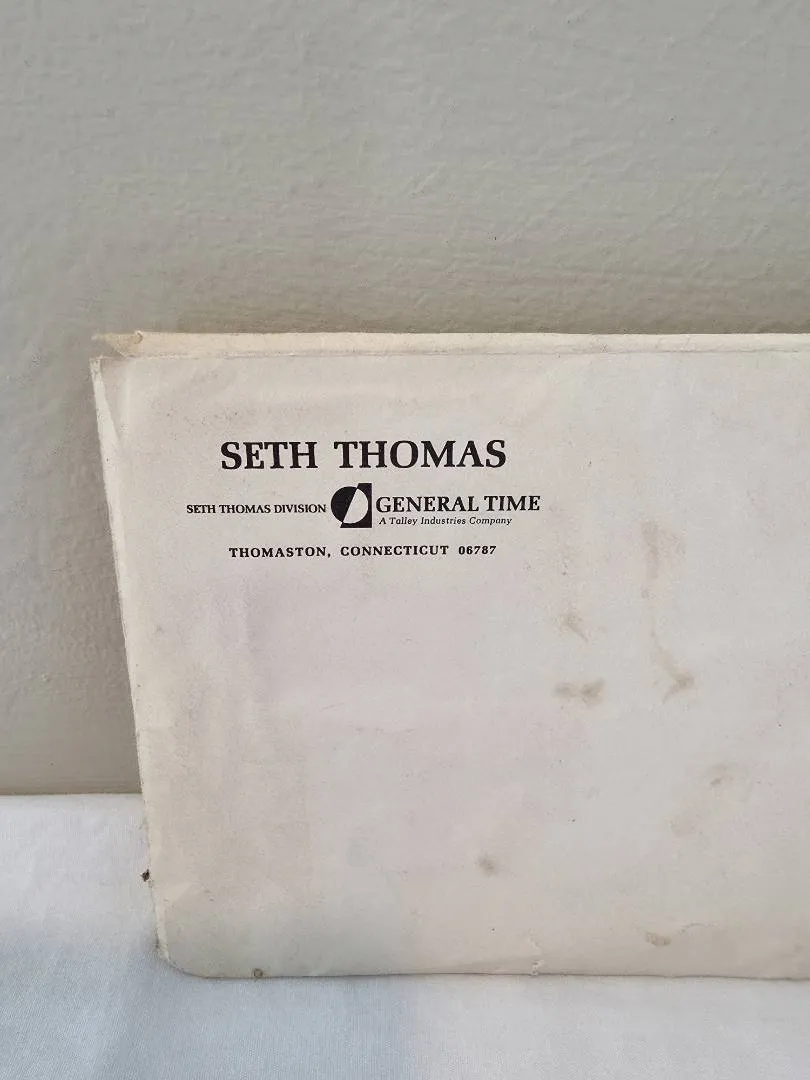 SETH THOMAS
SETH THOMAS DIVISION GENERAL TIME
A Talley Industries Company
THOMASTON, CONNECTICUT 06787